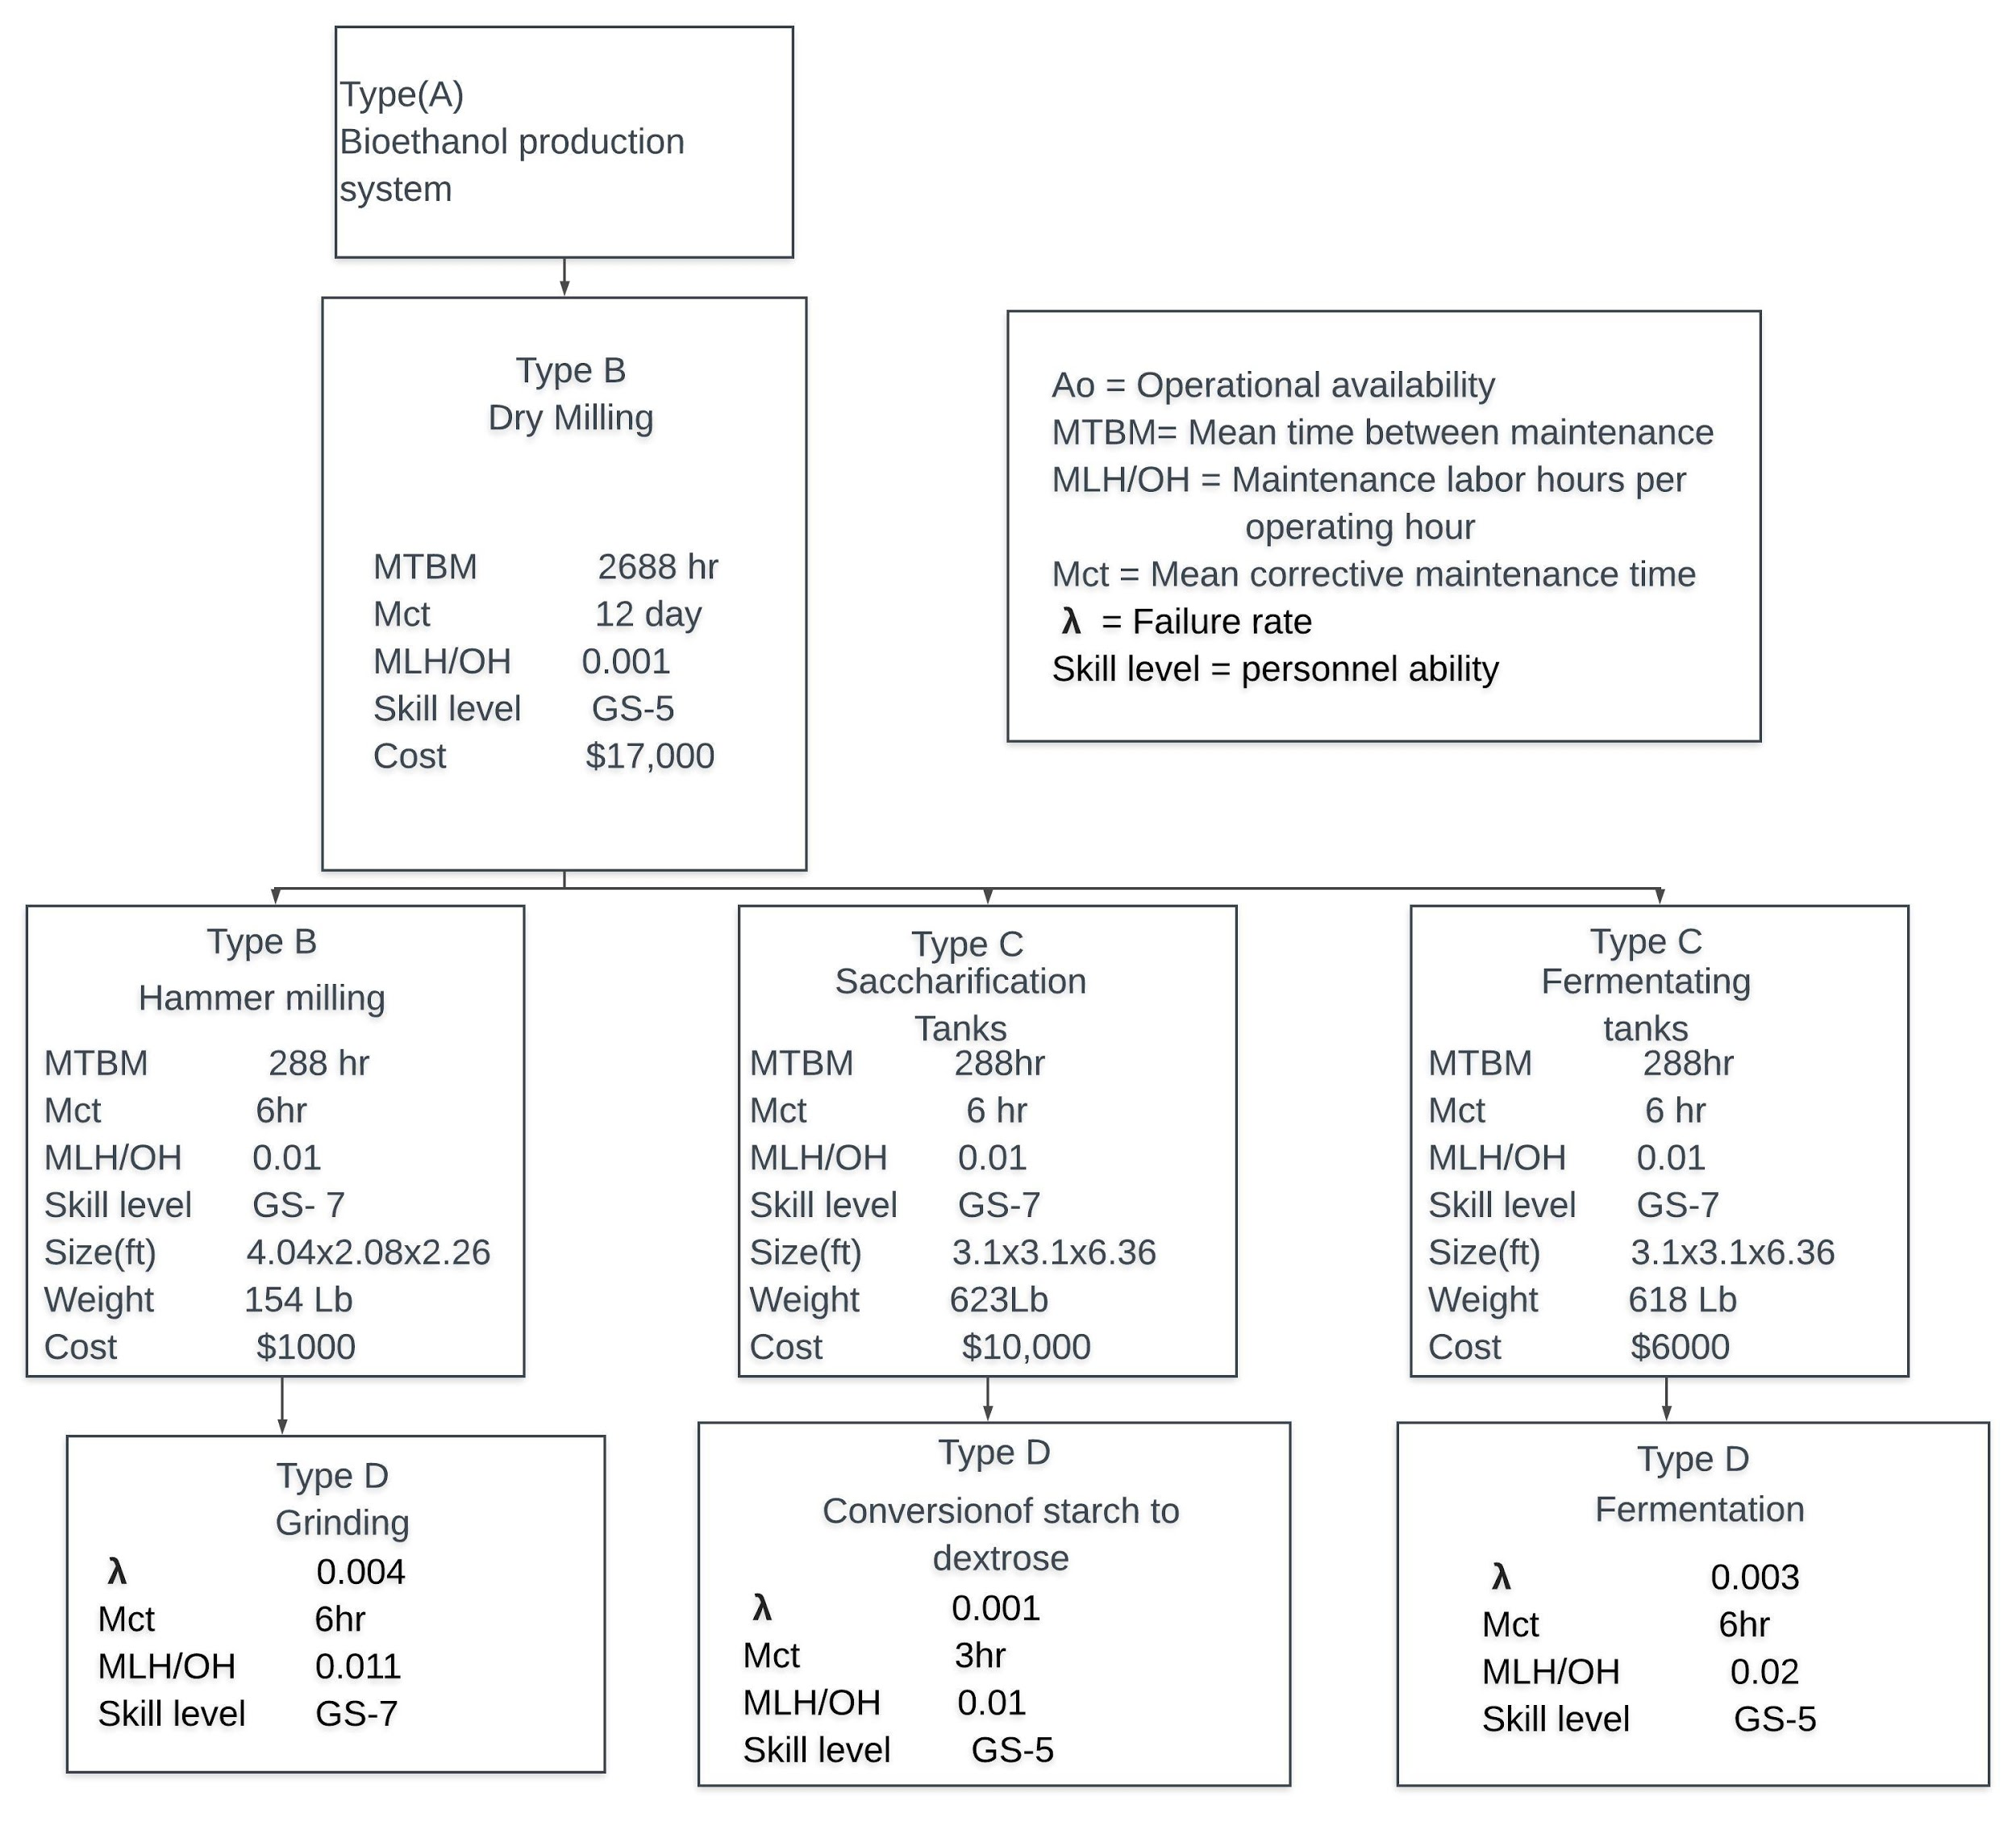 Type(A)
Bioethanol production
system
Type B
Dry Milling
MTBM 2688 hr
Mct 12 day
MLH/OH 0.001
Skill level GS-5
Cost $17,000
Ao = Operational availability
MTBM= Mean time between maintenance
MLH/OH = Maintenance labor hours per
operating hour
Mct = Mean corrective maintenance time
λ = Failure rate
Skill level = personnel ability
Type B
Hammer milling
MTBM 288 hr
Mct 6hr
MLH/OH 0.01
Skill level GS- 7
Size(ft) 4.04x2.08x2.26
Weight 154 Lb
Cost $1000
Type C
Saccharification
Tanks
MTBM 288hr
Mct 6 hr
MLH/OH 0.01
Skill level GS-7
Size(ft) 3.1x3.1x6.36
Weight 623Lb
Cost $10,000
Type C
Fermentating
tanks
MTBM 288hr
Mct 6 hr
MLH/OH 0.01
Skill level GS-7
Size(ft) 3.1x3.1x6.36
Weight 618 Lb
Cost $6000
Type D
Grinding
λ 0.004
Mct 6hr
MLH/OH 0.011
Skill level GS-7
Type D
Conversionof starch to
dextrose
λ 0.001
Mct 3hr
MLH/OH 0.01
Skill level GS-5
Type D
Fermentation
λ 0.003
Mct 6hr
MLH/OH 0.02
Skill level GS-5